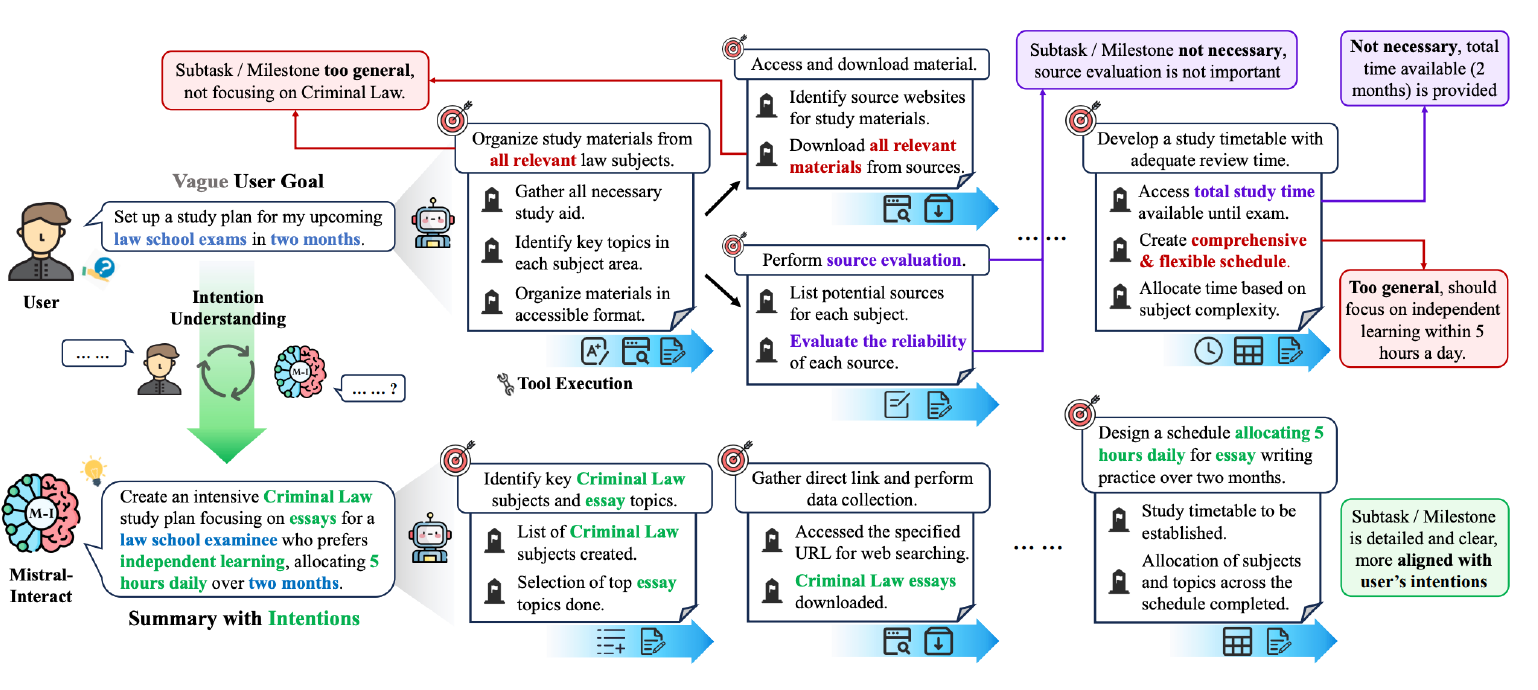 Subtask / Milestone too general,
not focusing on Criminal Law.
Access and download material.
Identify source websites
for study materials.
Download all relevant
materials from sources.
Subtask / Milestone not necessary,
source evaluation is not important
Not necessary, total
time available (2
months) is provided
Vague User Goal
Set up a study plan for my upcoming
law school exams in two months.
User
Organize study materials from
all relevant law subjects.
Gather all necessary
study aid.
Identify key topics in
each subject area.
Organize materials in
accessible format.
A+
Tool Execution
Perform source evaluation.
List potential sources
for each subject.
Evaluate the reliability
of each source.
... ...
Develop a study timetable with
adequate review time.
Access total study time
available until exam.
Create comprehensive
& flexible schedule.
Allocate time based on
subject complexity.
Too general, should
focus on independent
learning within 5
hours a day.
Intention
Understanding
... ...
M-I
... ... ?
M-I
Mistral-
Interact
Create an intensive Criminal Law
study plan focusing on essays for a
law school examinee who prefers
independent learning, allocating 5
hours daily over two months.
Summary with Intentions
Identify key Criminal Law
subjects and essay topics.
List of Criminal Law
subjects created.
Selection of top essay
topics done.
Gather direct link and perform
data collection.
Accessed the specified
URL for web searching.
Criminal Law essays
downloaded.
... ...
Design a schedule allocating 5
hours daily for essay writing
practice over two months.
Study timetable to be
established.
Allocation of subjects
and topics across the
schedule completed.
Subtask / Milestone
is detailed and clear,
more aligned with
user's intentions